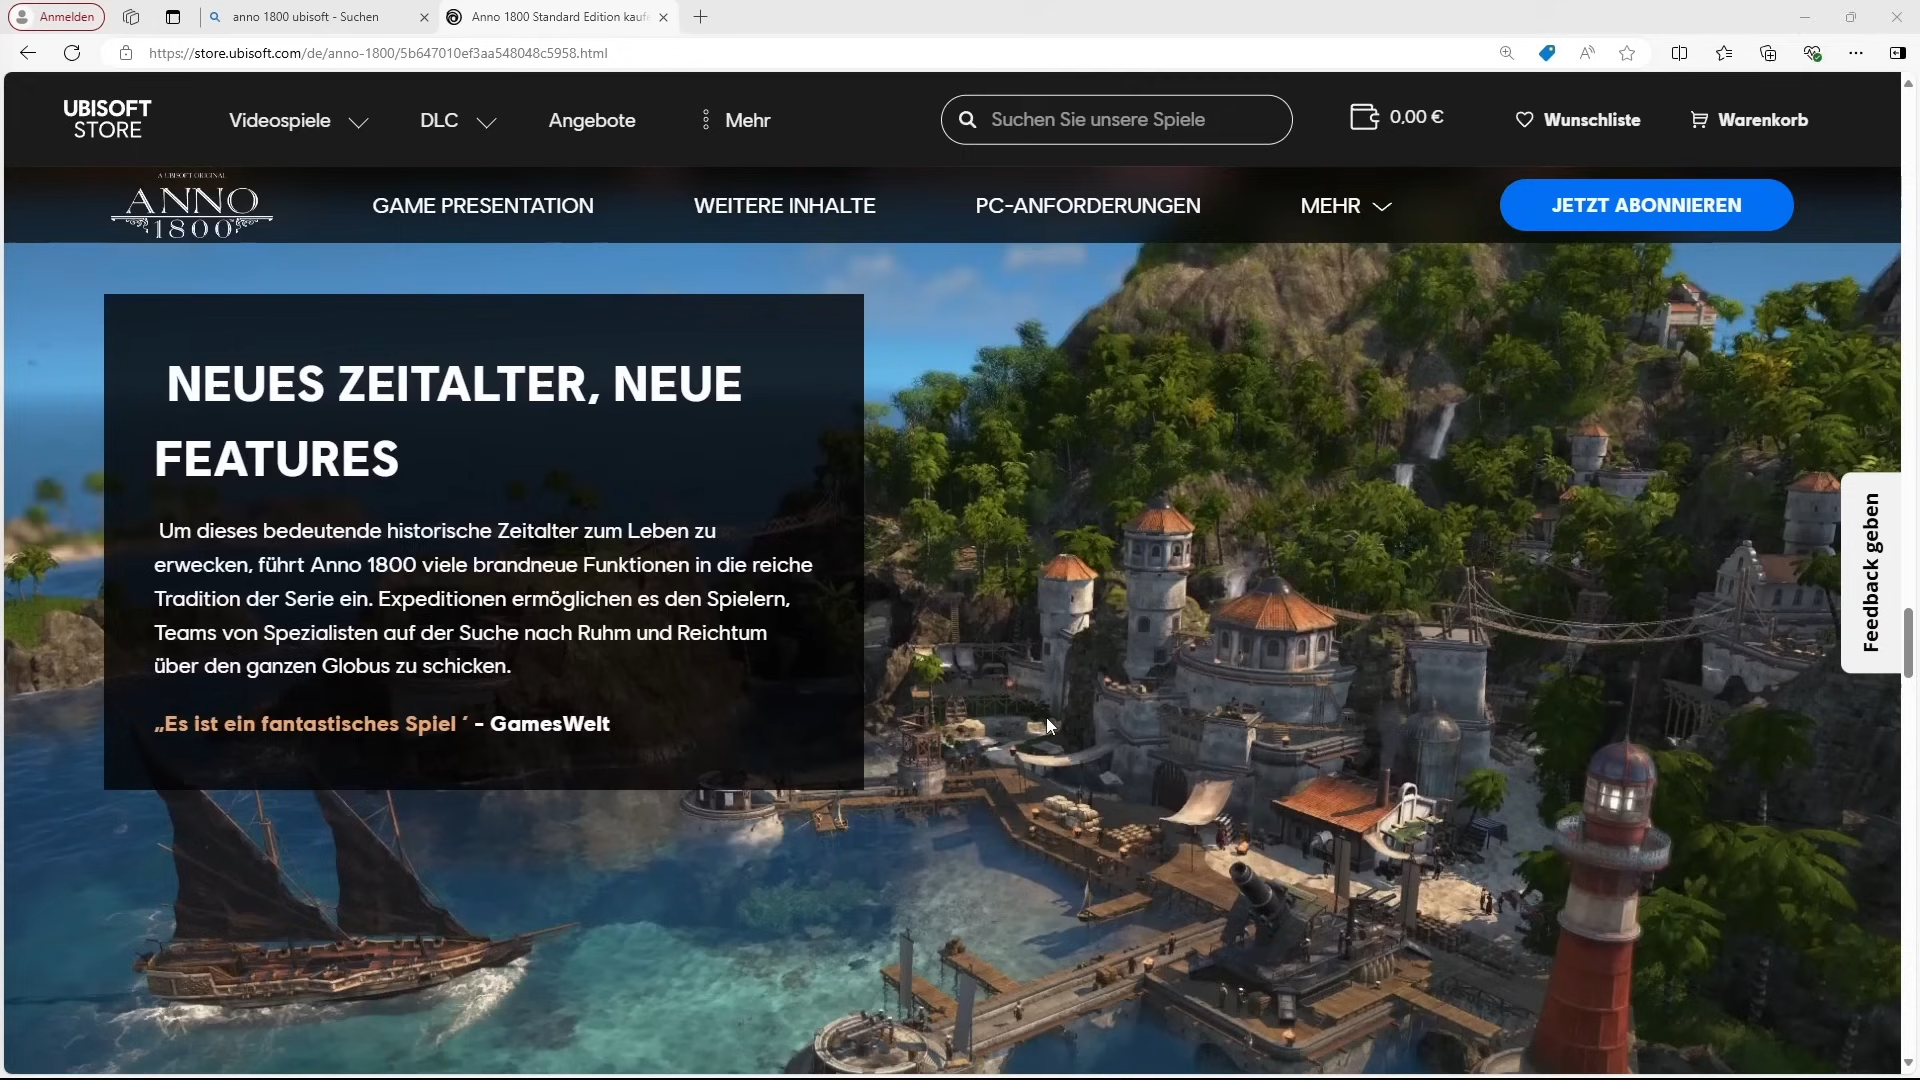 Anmelden
anno 1800 ubisoft - Suchen
Anno 1800 Standard Edition kaufe
https://store.ubisoft.com/de/anno-1800/5b647010ef3aa548048c5958.html
UBISOFT
STORE
Videospiele
DLC
Angebote
Mehr
Suchen Sie unsere Spiele
0,00 €
Wunschliste
Warenkorb
A UBISOFT ORIGINAL
ANNO
1800
GAME PRESENTATION
WEITERE INHALTE
PC-ANFORDERUNGEN
MEHR
JETZT ABONNIEREN
NEUES ZEITALTER, NEUE
FEATURES
Um dieses bedeutende historische Zeitalter zum Leben zu
erwecken, führt Anno 1800 viele brandneue Funktionen in die reiche
Tradition der Serie ein. Expeditionen ermöglichen es den Spielern,
Teams von Spezialisten auf der Suche nach Ruhm und Reichtum
über den ganzen Globus zu schicken.
„Es ist ein fantastisches Spiel ‘ - GamesWelt
Feedback geben